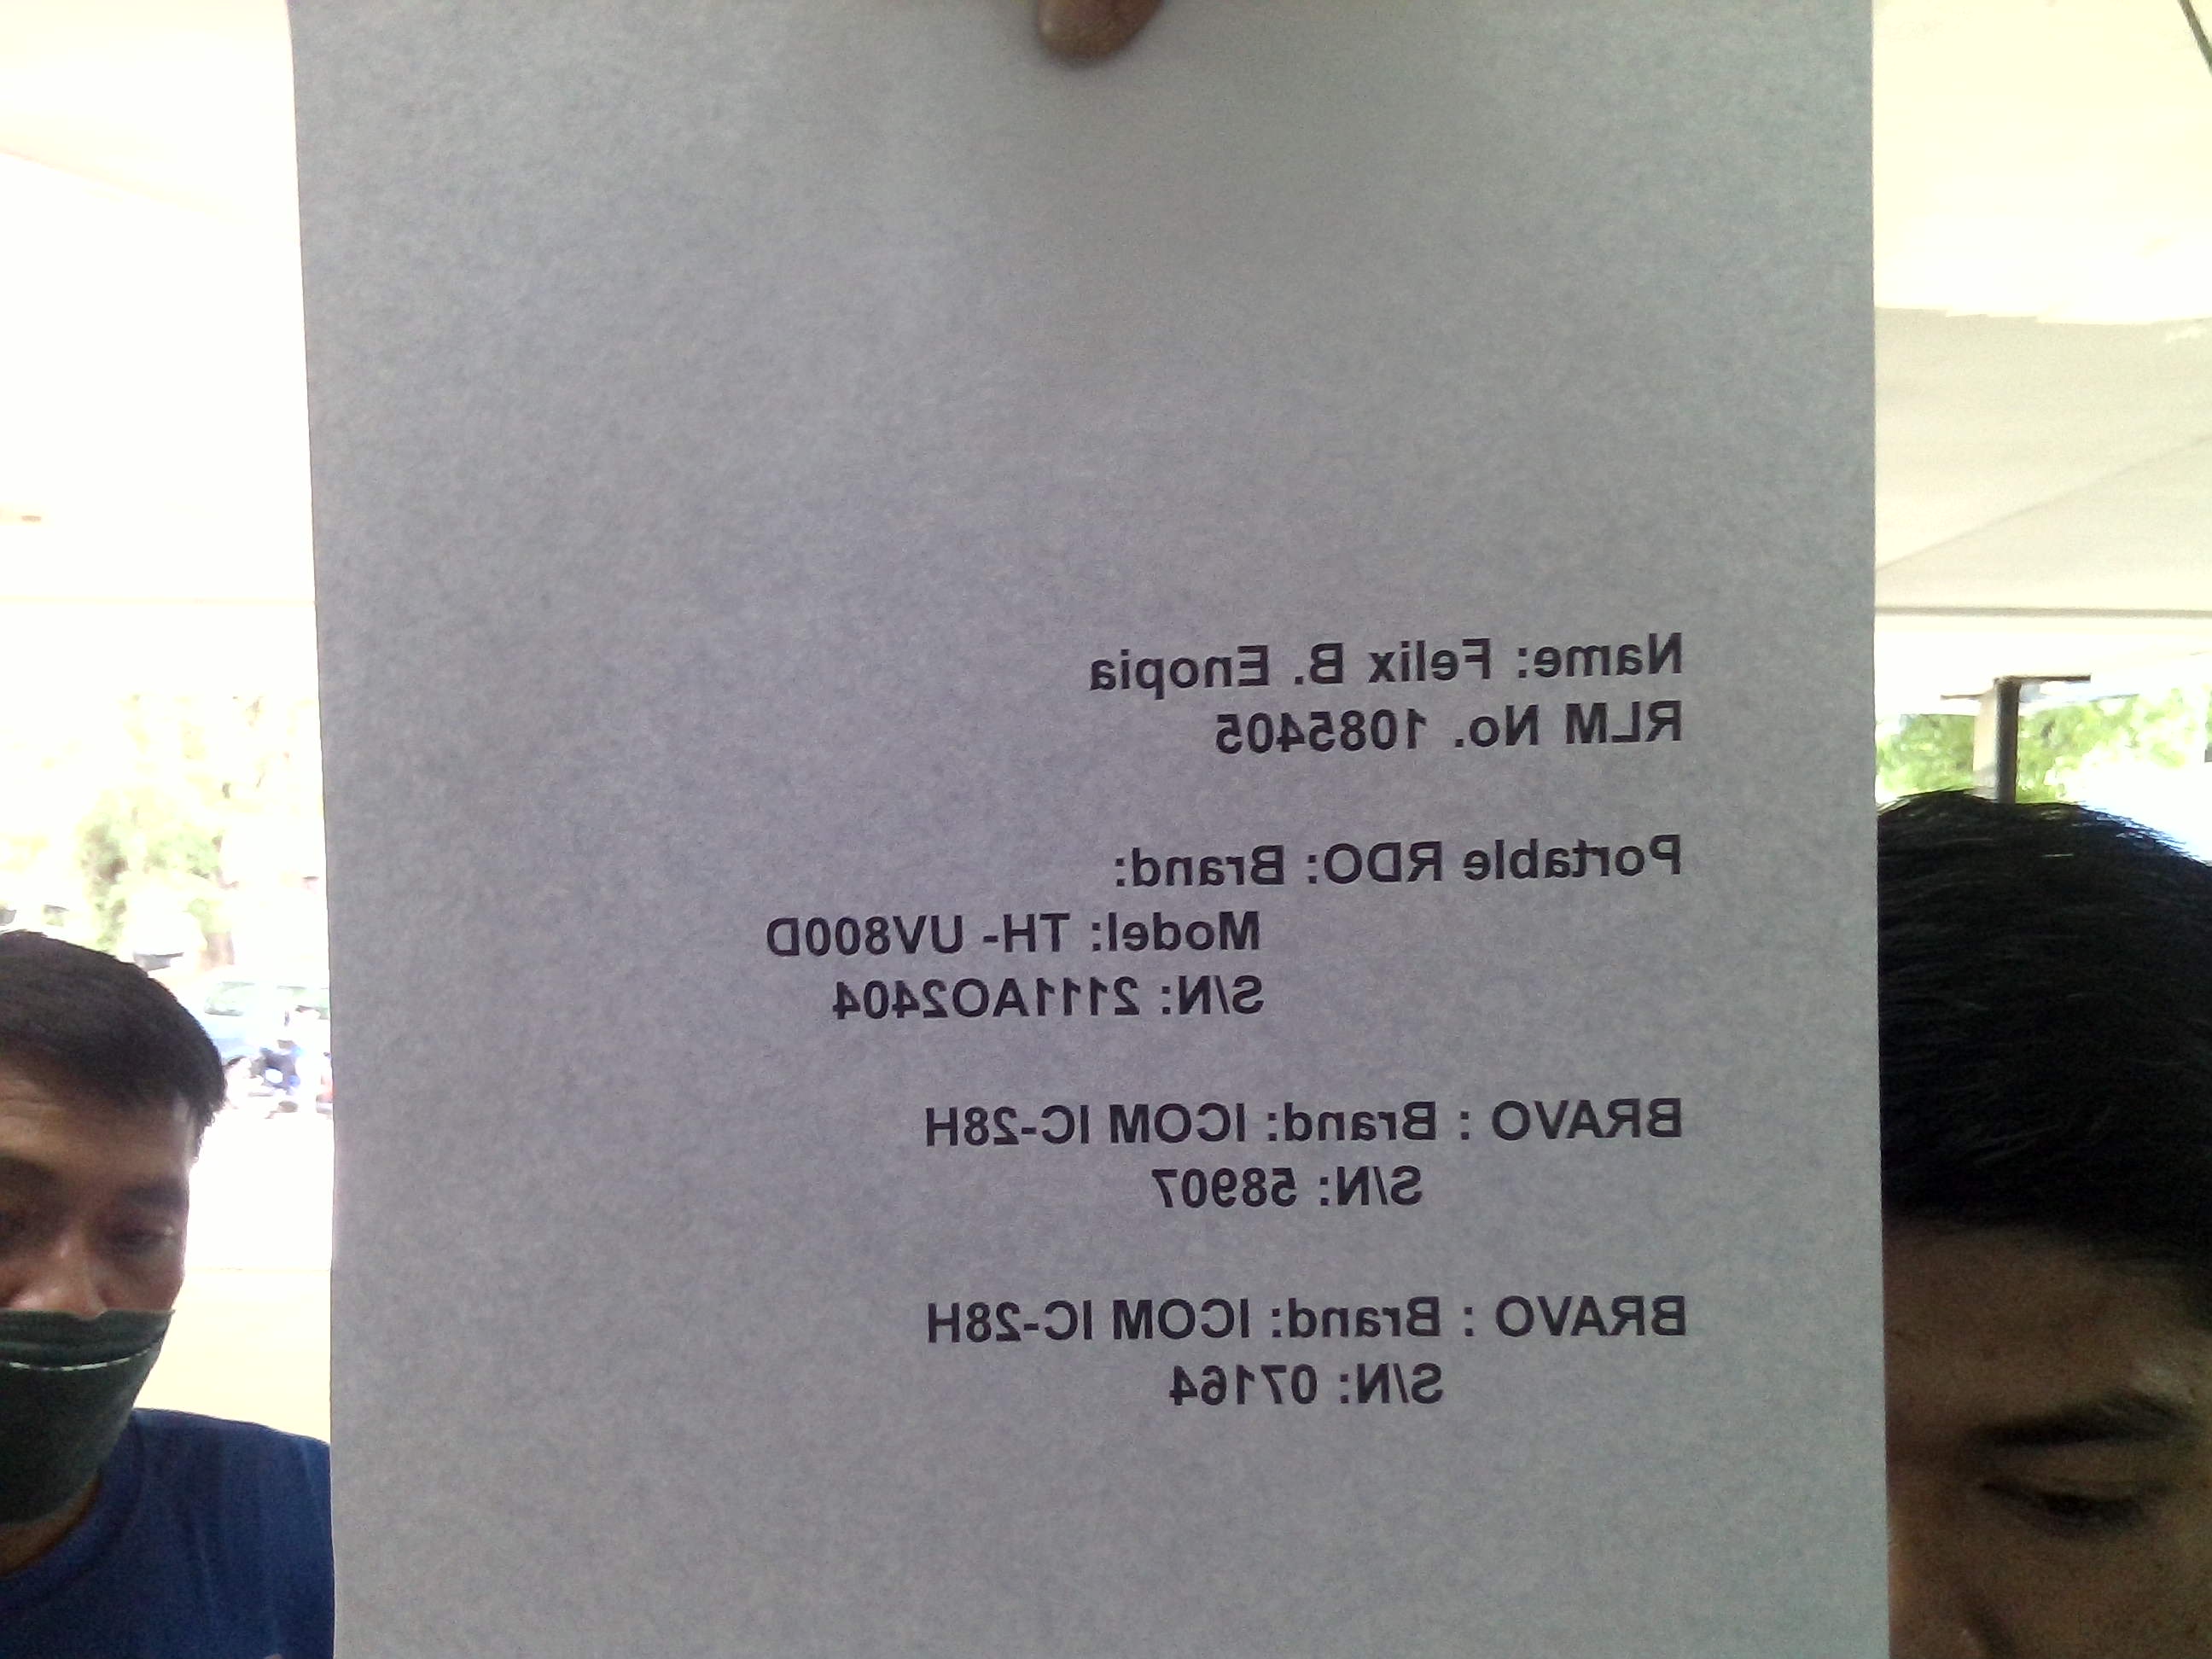 Name: Felix B. Enopia
RLM No. 1085405
Portable RDO: Brand:
Model: TH- UV800D
S/N: 2111AO2404
BRAVO : Brand: ICOM IC-28H
S/N: 58907
BRAVO : Brand: ICOM IC-28H
S/N: 07164